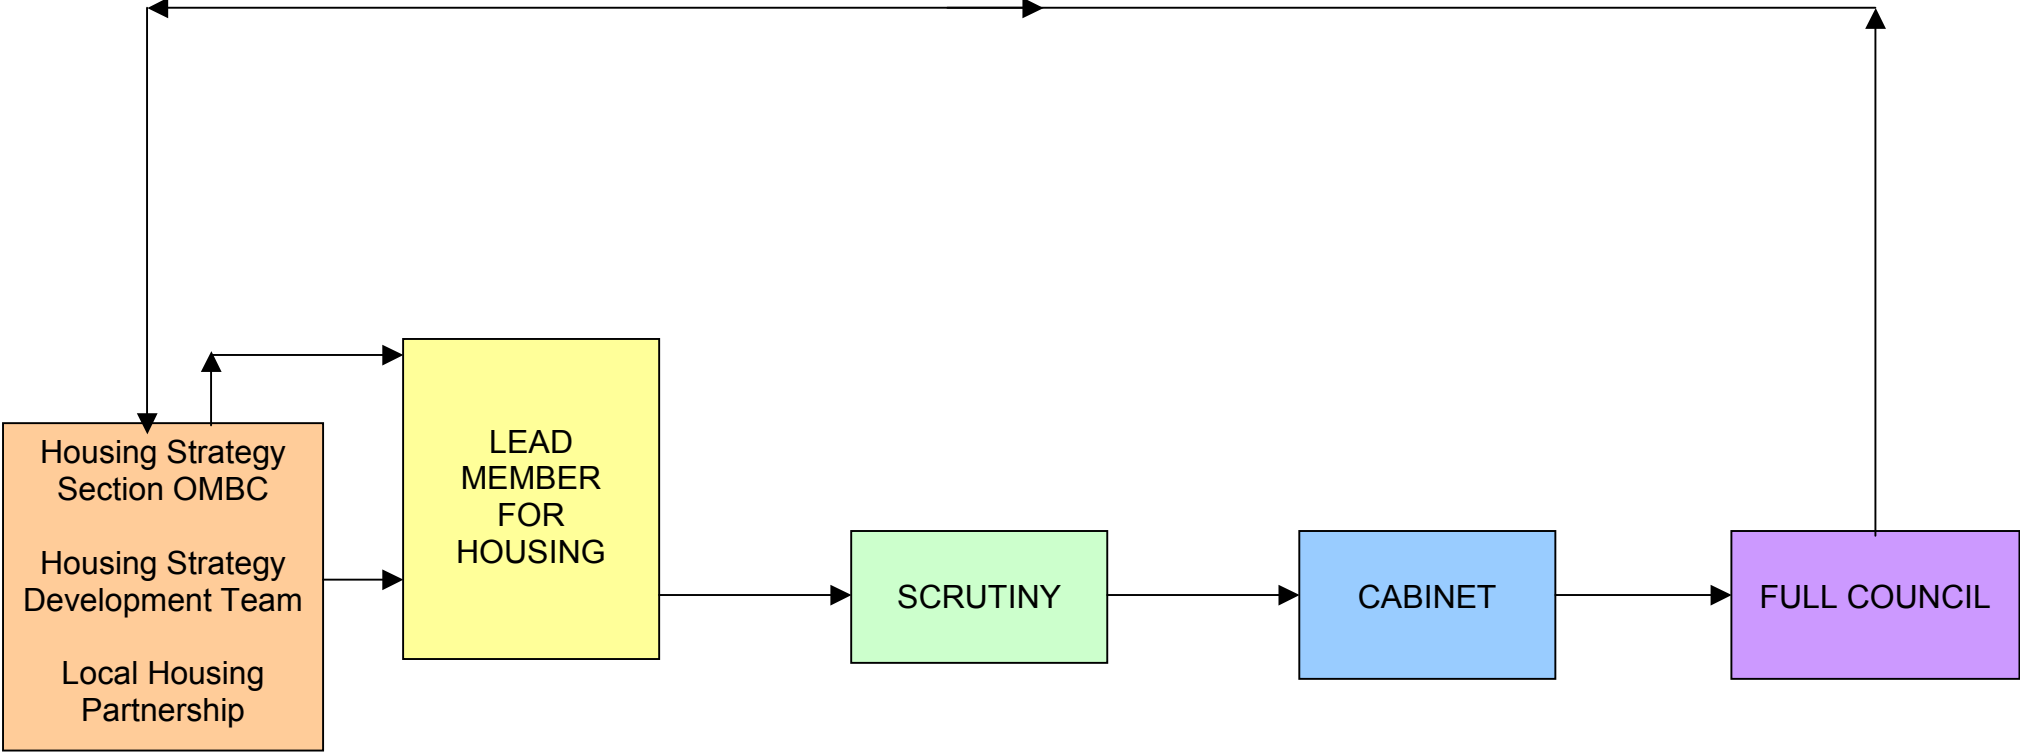 Housing Strategy
Section OMBC
Housing Strategy
Development Team
Local Housing
Partnership
LEAD
MEMBER
FOR
HOUSING
SCRUTINY
CABINET
FULL COUNCIL